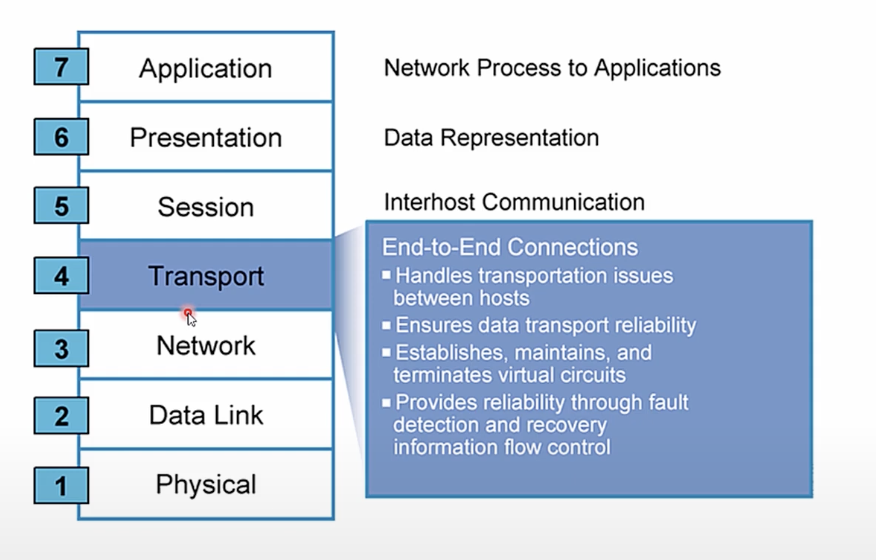 7 Application Network Process to Applications
6 Presentation Data Representation
5 Session Interhost Communication
4 Transport
End-to-End Connections
▪ Handles transportation issues
between hosts
▪ Ensures data transport reliability
▪ Establishes, maintains, and
terminates virtual circuits
▪ Provides reliability through fault
detection and recovery
information flow control
3 Network
2 Data Link
1 Physical